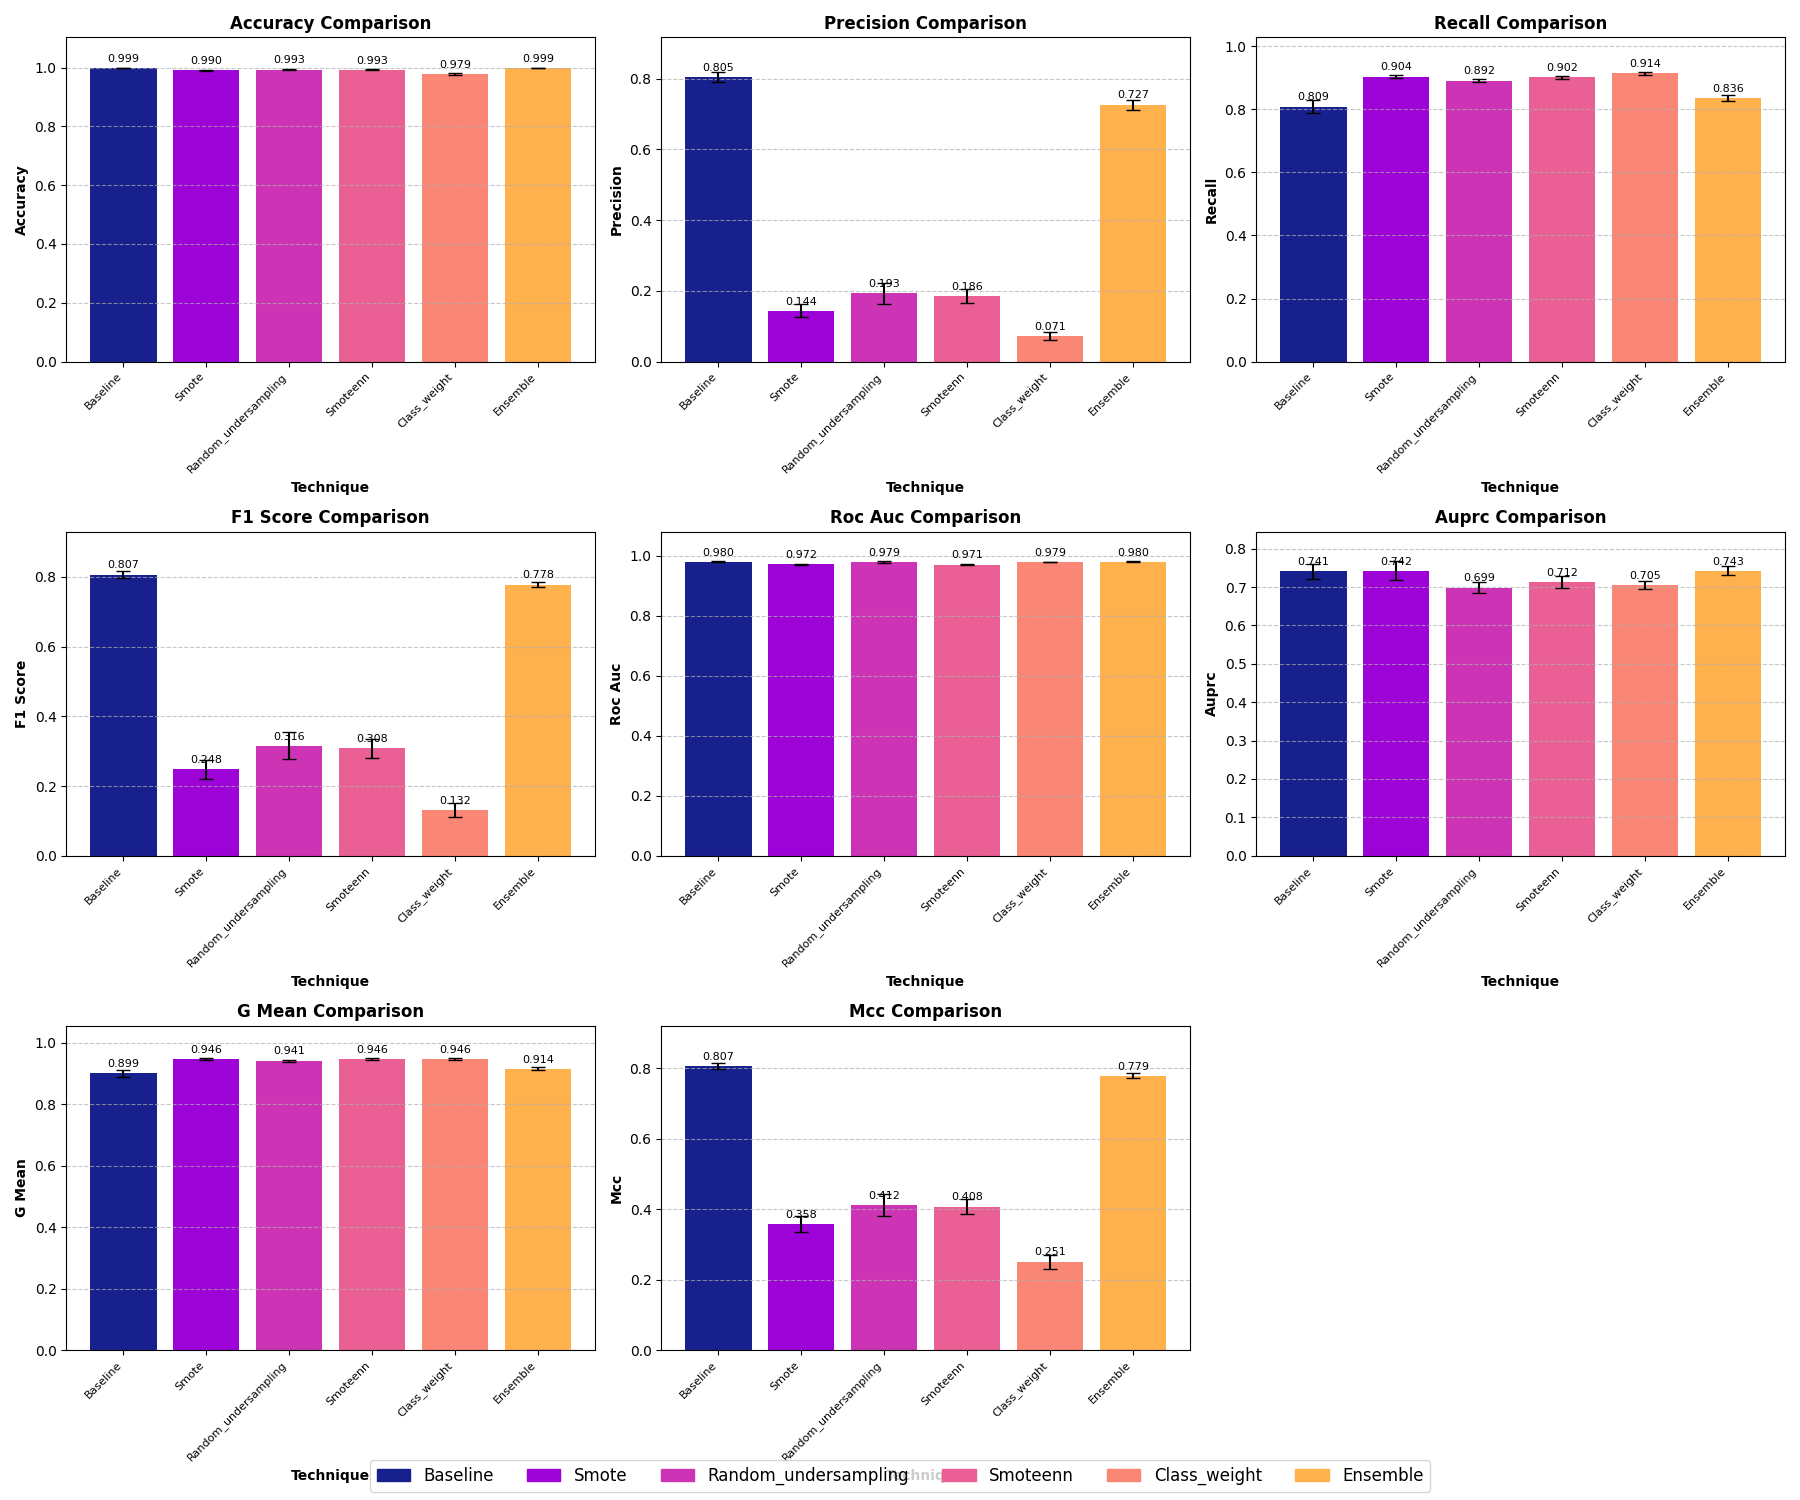 Accuracy Comparison
Accuracy
1.0
0.8
0.6
0.4
0.2
0.0
0.999
0.990
0.993
0.993
0.979
0.999
Baseline
Smote
Random_undersampling
Smoteenn
Class_weight
Ensemble
Technique
Precision Comparison
Precision
0.8
0.6
0.4
0.2
0.0
0.805
0.144
0.193
0.186
0.071
0.727
Baseline
Smote
Random_undersampling
Smoteenn
Class_weight
Ensemble
Technique
Recall Comparison
Recall
1.0
0.8
0.6
0.4
0.2
0.0
0.809
0.904
0.892
0.902
0.914
0.836
Baseline
Smote
Random_undersampling
Smoteenn
Class_weight
Ensemble
Technique
F1 Score Comparison
F1 Score
0.8
0.6
0.4
0.2
0.0
0.807
0.248
0.316
0.308
0.132
0.778
Baseline
Smote
Random_undersampling
Smoteenn
Class_weight
Ensemble
Technique
Roc Auc Comparison
Roc Auc
1.0
0.8
0.6
0.4
0.2
0.0
0.980
0.972
0.979
0.971
0.979
0.980
Baseline
Smote
Random_undersampling
Smoteenn
Class_weight
Ensemble
Technique
Auprc Comparison
Auprc
0.8
0.7
0.6
0.5
0.4
0.3
0.2
0.1
0.0
0.741
0.742
0.699
0.712
0.705
0.743
Baseline
Smote
Random_undersampling
Smoteenn
Class_weight
Ensemble
Technique
G Mean Comparison
G Mean
1.0
0.8
0.6
0.4
0.2
0.0
0.899
0.946
0.941
0.946
0.946
0.914
Baseline
Smote
Random_undersampling
Smoteenn
Class_weight
Ensemble
Technique
Mcc Comparison
Mcc
0.8
0.6
0.4
0.2
0.0
0.807
0.358
0.412
0.408
0.251
0.779
Baseline
Smote
Random_undersampling
Smoteenn
Class_weight
Ensemble
Baseline
Smote
Random_undersampling
Smoteenn
Class_weight
Ensemble